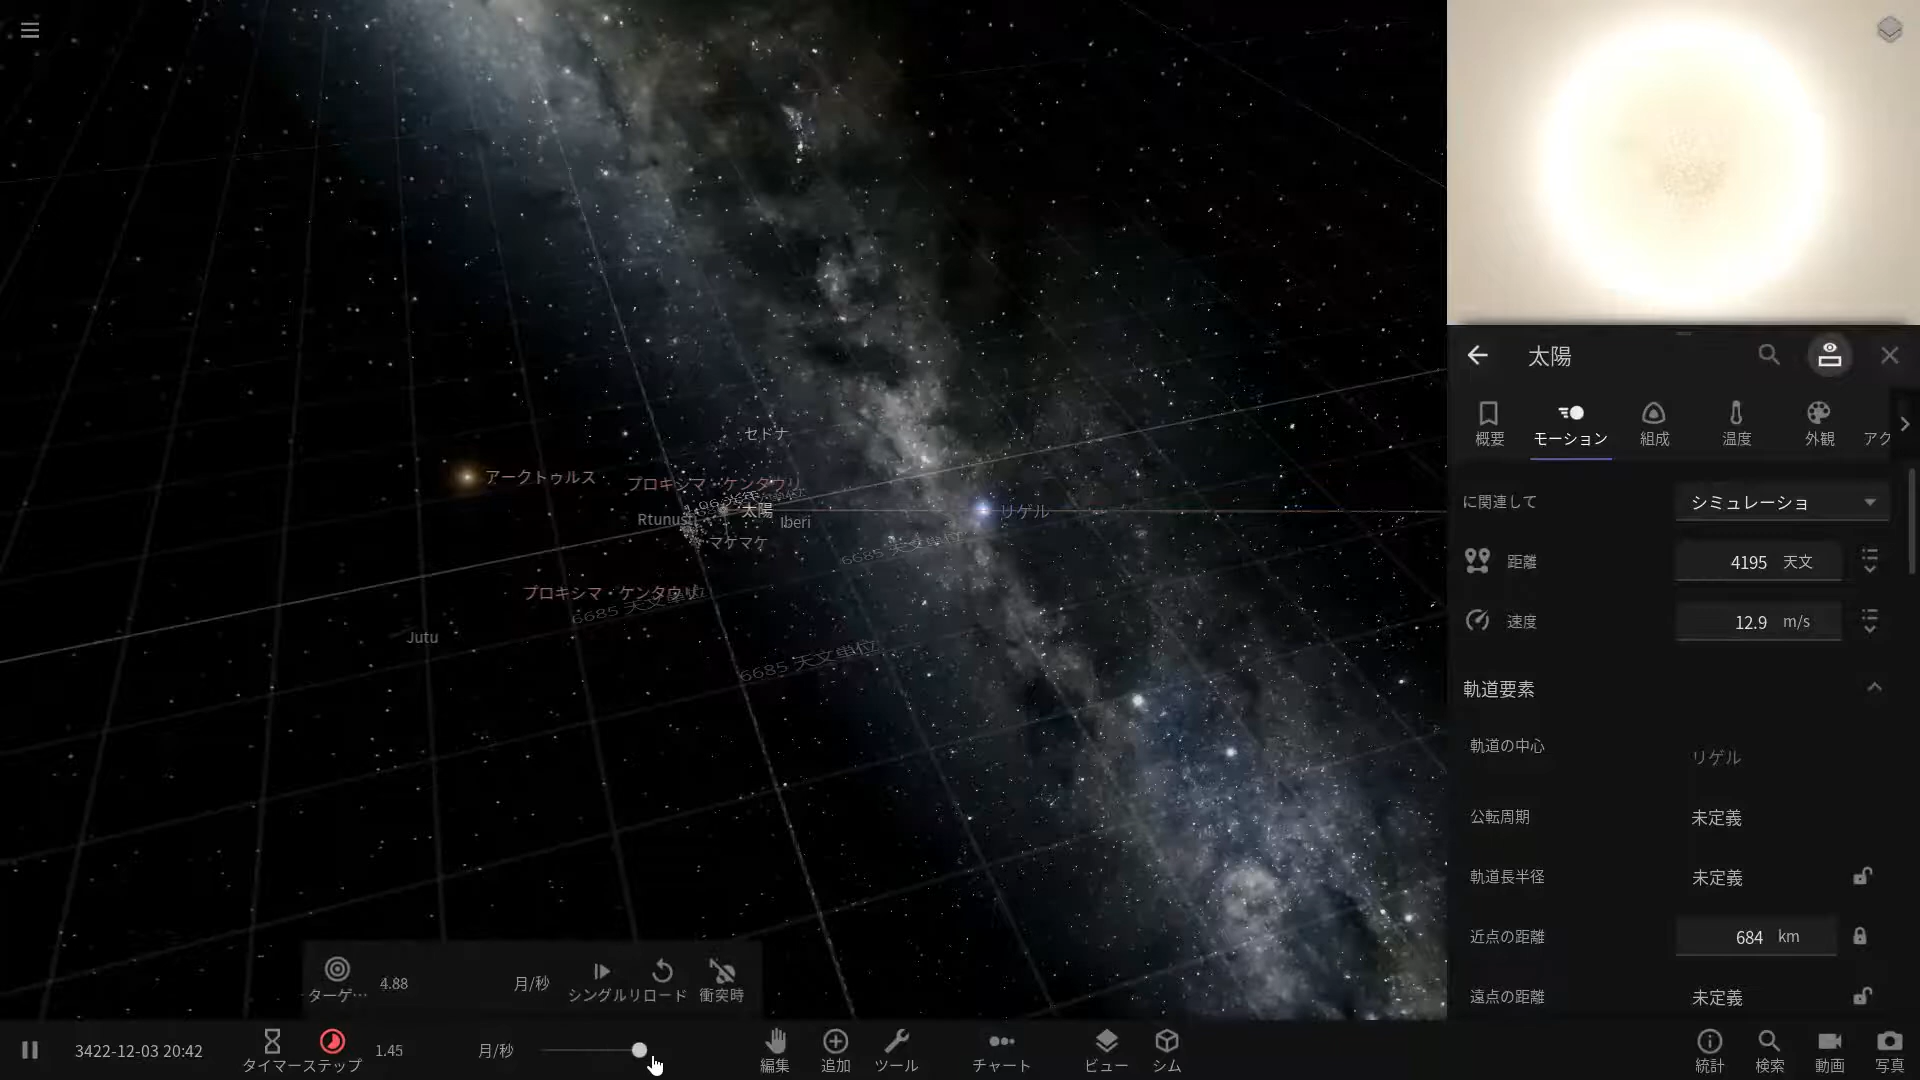 太陽
概要
モーション
組成
温度
外観
アク
に関連して
シミュレーショ
距離
4195 天文
速度
12.9 m/s
軌道要素
軌道の中心
リゲル
公転周期
未定義
軌道長半径
未定義
近点の距離
684 km
遠点の距離
未定義
セドナ
アークトゥルス
プロキシマ・ケンタウリ
太陽
Rtunus
Iberi
リゲル
マケマケ
6685 天文単位
プロキシマ・ケンタウリ
6685 天文単位
Jutu
6685 天文単位
ターゲ…
4.88
月/秒
シングル
リロード
衝突時
3422-12-03 20:42
タイマー
ステップ
1.45
月/秒
編集
追加
ツール
チャート
ビュー
シム
統計
検索
動画
写真